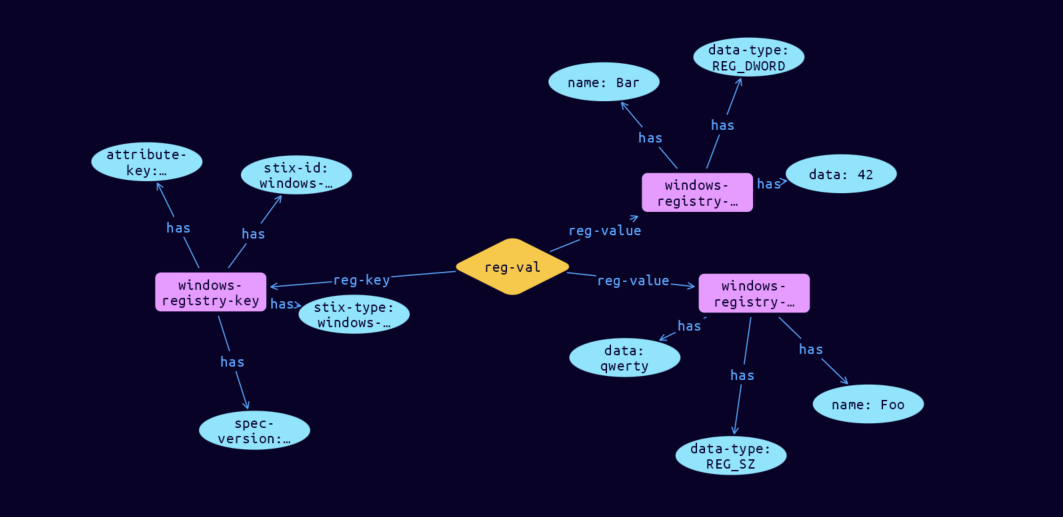 data-type:
REG_DWORD
name: Bar
has
has
attribute-
key:…
stix-id:
windows-…
windows-
registry-…
has
data: 42
has
has
reg-value
reg-val
reg-key
reg-value
windows-
registry-key
has
stix-type:
windows-…
windows-
registry-…
has
data:
qwerty
has
has
has
name: Foo
spec-
version:…
data-type:
REG_SZ